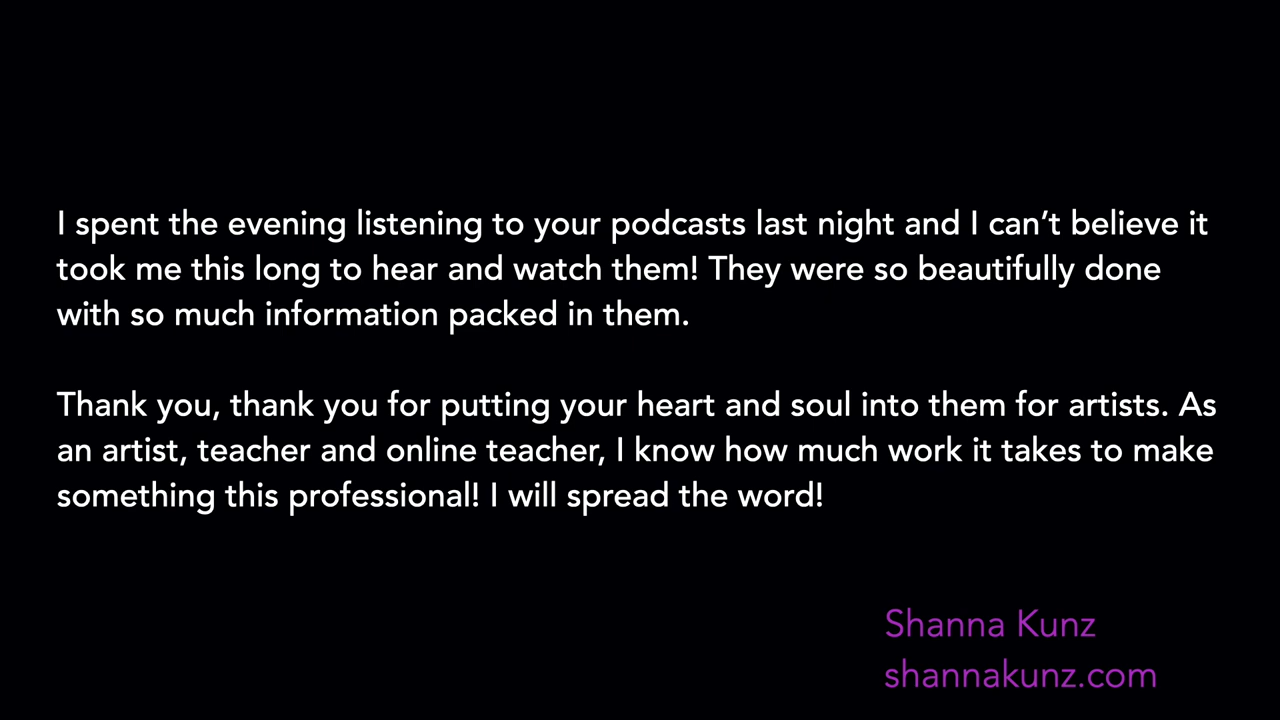 I spent the evening listening to your podcasts last night and I can’t believe it
took me this long to hear and watch them! They were so beautifully done
with so much information packed in them.
Thank you, thank you for putting your heart and soul into them for artists. As
an artist, teacher and online teacher, I know how much work it takes to make
something this professional! I will spread the word!
Shanna Kunz
shannakunz.com